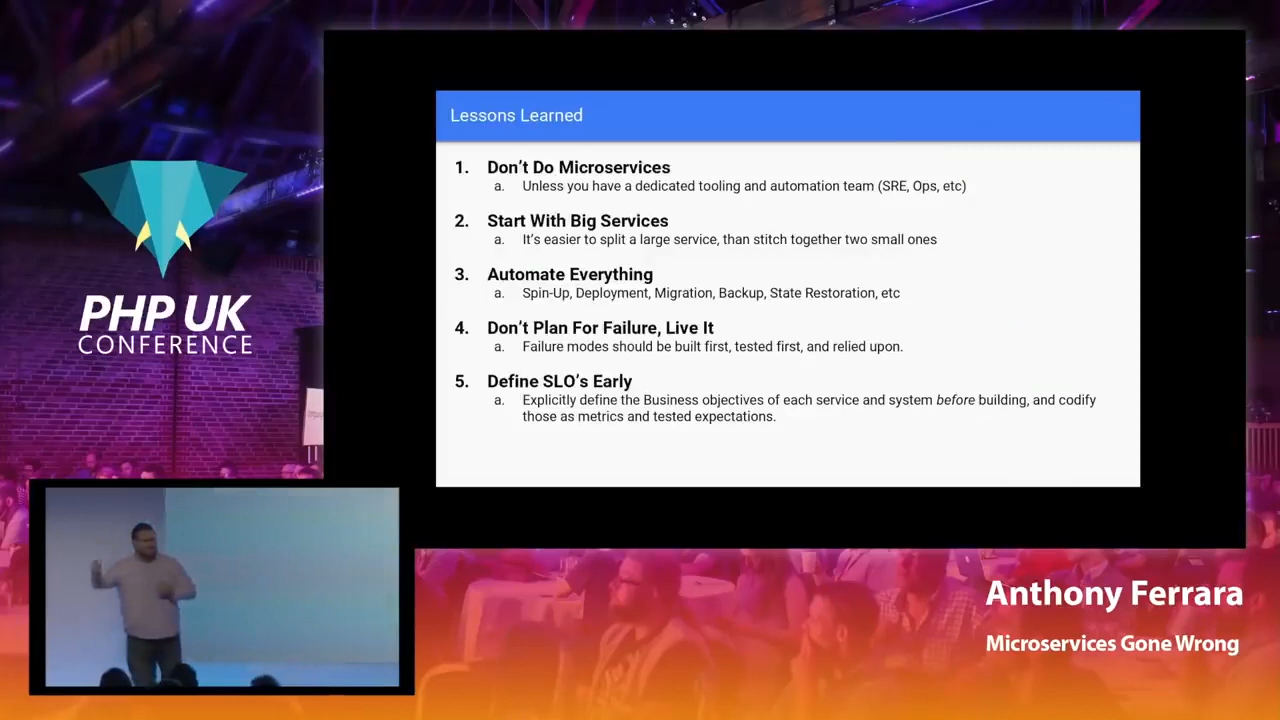 PHP UK
CONFERENCE
Lessons Learned
1. Don't Do Microservices
a. Unless you have a dedicated tooling and automation team (SRE, Ops, etc)
2. Start With Big Services
a. It's easier to split a large service, than stitch together two small ones
3. Automate Everything
a. Spin-Up, Deployment, Migration, Backup, State Restoration, etc
4. Don't Plan For Failure, Live It
a. Failure modes should be built first, tested first, and relied upon.
5. Define SLO's Early
a. Explicitly define the Business objectives of each service and system before building, and codify
those as metrics and tested expectations.
Anthony Ferrara
Microservices Gone Wrong